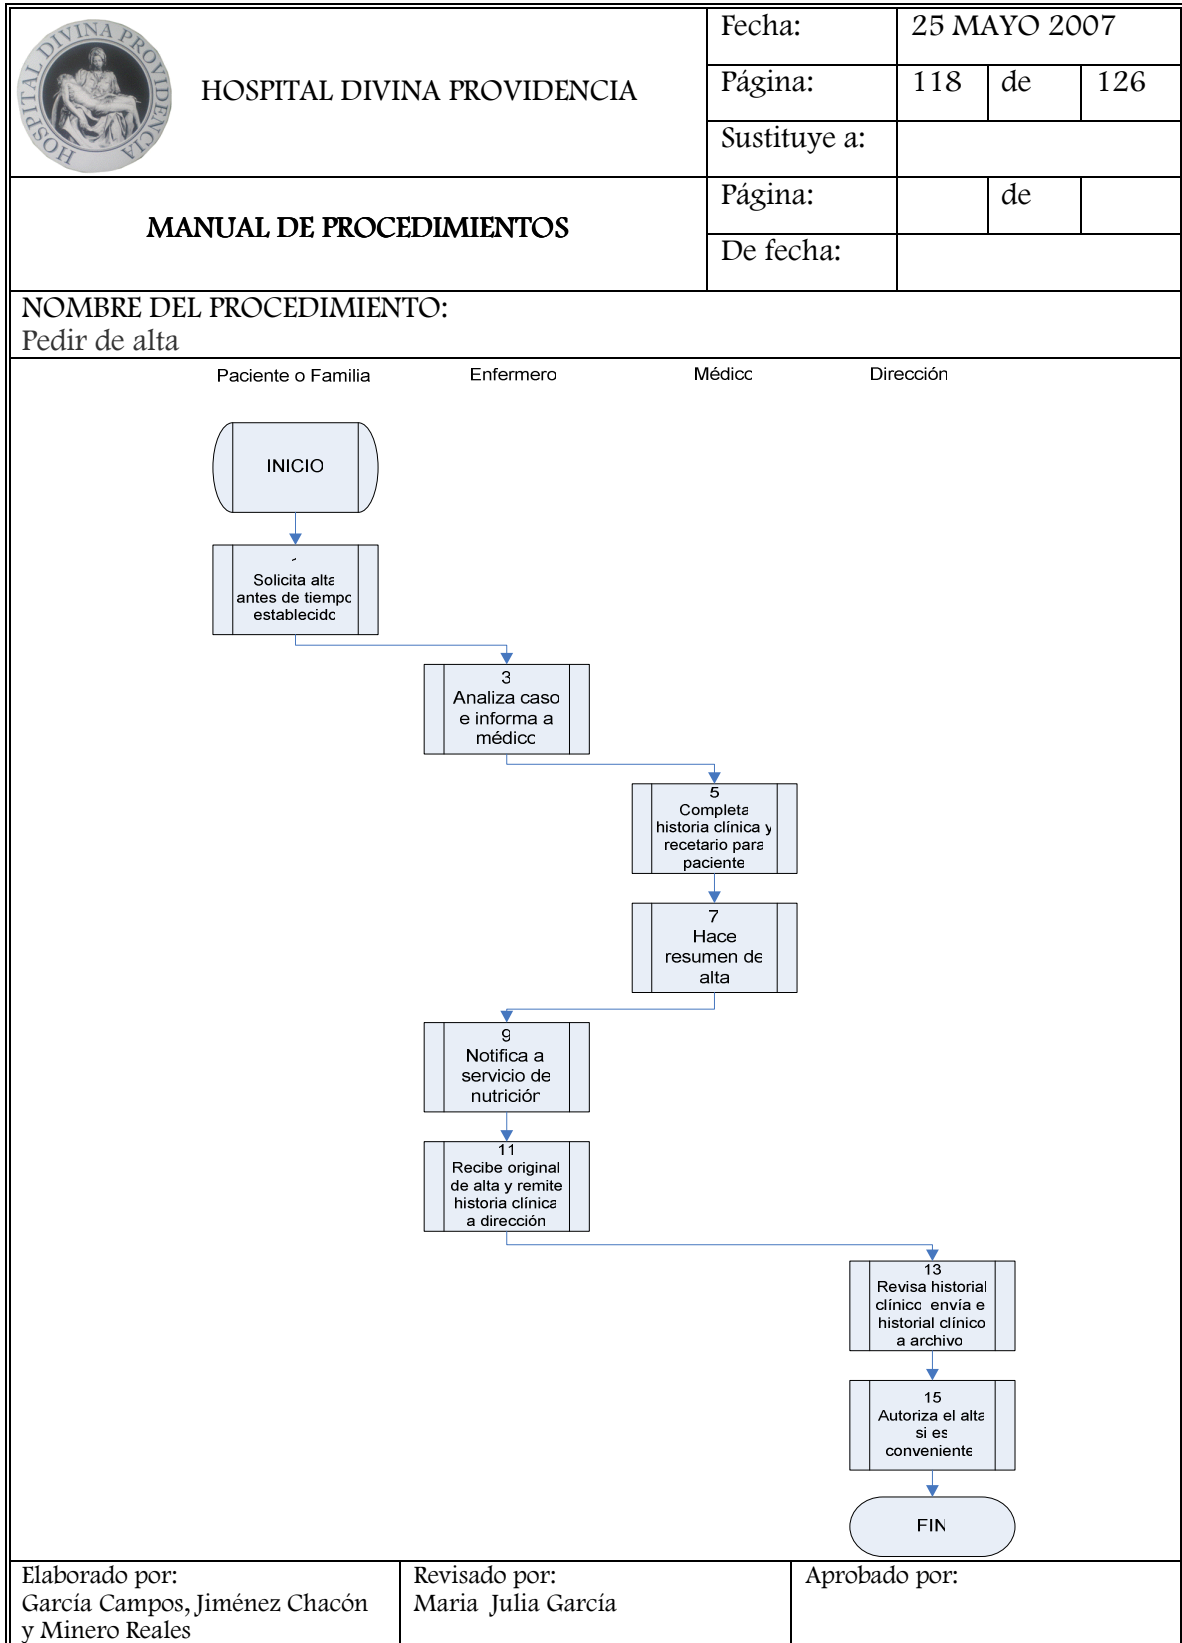 HOSPITAL DIVINA PROVIDENCIA
HOSPITAL DIVINA PROVIDENCIA
Fecha: 25 MAYO 2007
Página: 118 de 126
Sustituye a:
MANUAL DE PROCEDIMIENTOS
Página: de
De fecha:
NOMBRE DEL PROCEDIMIENTO:
Pedir de alta
Paciente o Familia Enfermero Médico Dirección
INICIO
Solicita alta
antes de tiempo
establecido
3
Analiza caso
e informa a
médico
5
Completa
historia clínica y
recetario para
paciente
7
Hace
resumen de
alta
9
Notifica a
servicio de
nutrición
11
Recibe original
de alta y remite
historia clínica
a dirección
13
Revisa historial
clínico envía e
historial clínico
a archivo
15
Autoriza el alta
si es
conveniente
FIN
Elaborado por:
García Campos, Jiménez Chacón
y Minero Reales
Revisado por:
Maria Julia García
Aprobado por: